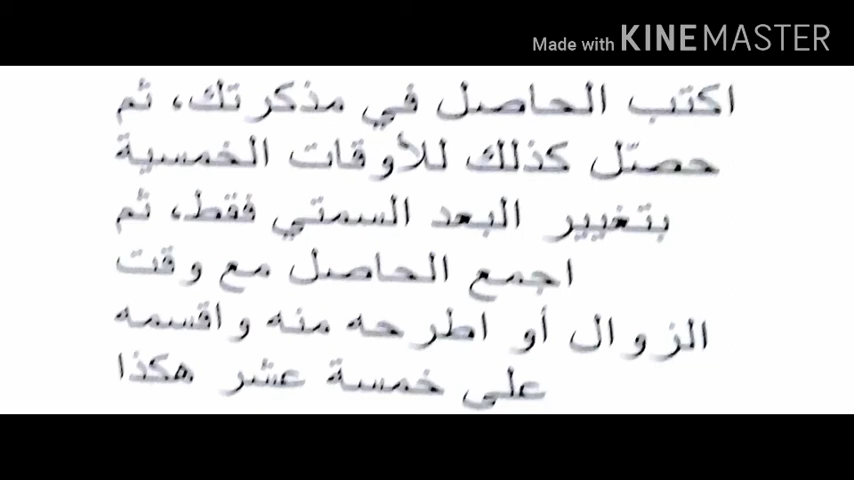 Made with KINEMASTER
اكتب الحاصل في مذكرتك، ثم
حصتل كذلك للأوقات الخمسية
بتغيير البعد السمتي فقط، ثم
اجمع الحاصل مع وقت
الزوال أو اطرحه منه واقسمه
على خمسة عشر هكذا